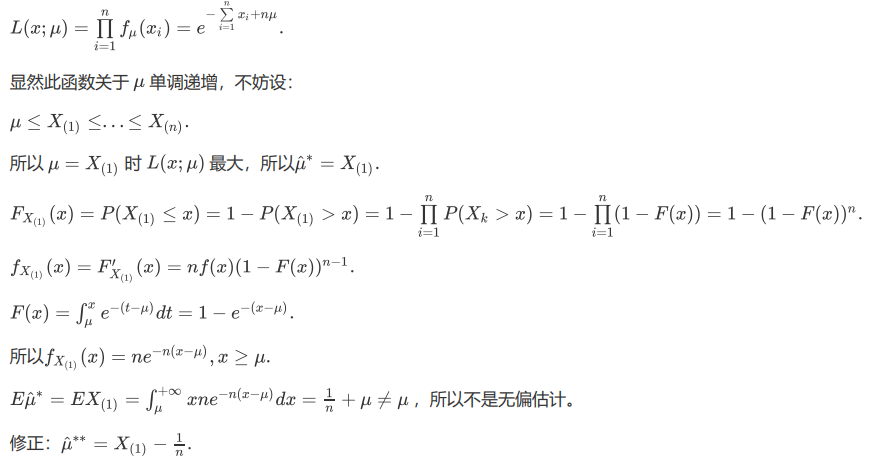 $L(x;\mu)=\prod_{i=1}^{n} f_{\mu}(x_i)=e^{-\sum_{i=1}^{n} x_i+n\mu}.$
显然此函数关于 $\mu$ 单调递增，不妨设：
$\mu \leq X_{(1)} \leq \ldots \leq X_{(n)}.$
所以 $\mu = X_{(1)}$ 时 $L(x;\mu)$ 最大，所以$\hat{\mu}^{*} = X_{(1)}.$
$F_{X_{(1)}}(x)=P(X_{(1)} \leq x)=1-P(X_{(1)}>x)=1-\prod_{i=1}^{n} P(X_k>x)=1-\prod_{i=1}^{n}(1-F(x))=1-(1-F(x))^n.$
$f_{X_{(1)}}(x)=F'_{X_{(1)}}(x)=nf(x)(1-F(x))^{n-1}.$
$F(x)=\int_{\mu}^{x} e^{-(t-\mu)}dt=1-e^{-(x-\mu)}.$
所以$f_{X_{(1)}}(x)=ne^{-n(x-\mu)},x \geq \mu.$
$E\hat{\mu}^{*}=EX_{(1)}=\int_{\mu}^{+\infty} xne^{-n(x-\mu)}dx=\frac{1}{n}+\mu \neq \mu$ ，所以不是无偏估计。
修正：$\hat{\mu}^{**}=X_{(1)}-\frac{1}{n}.$